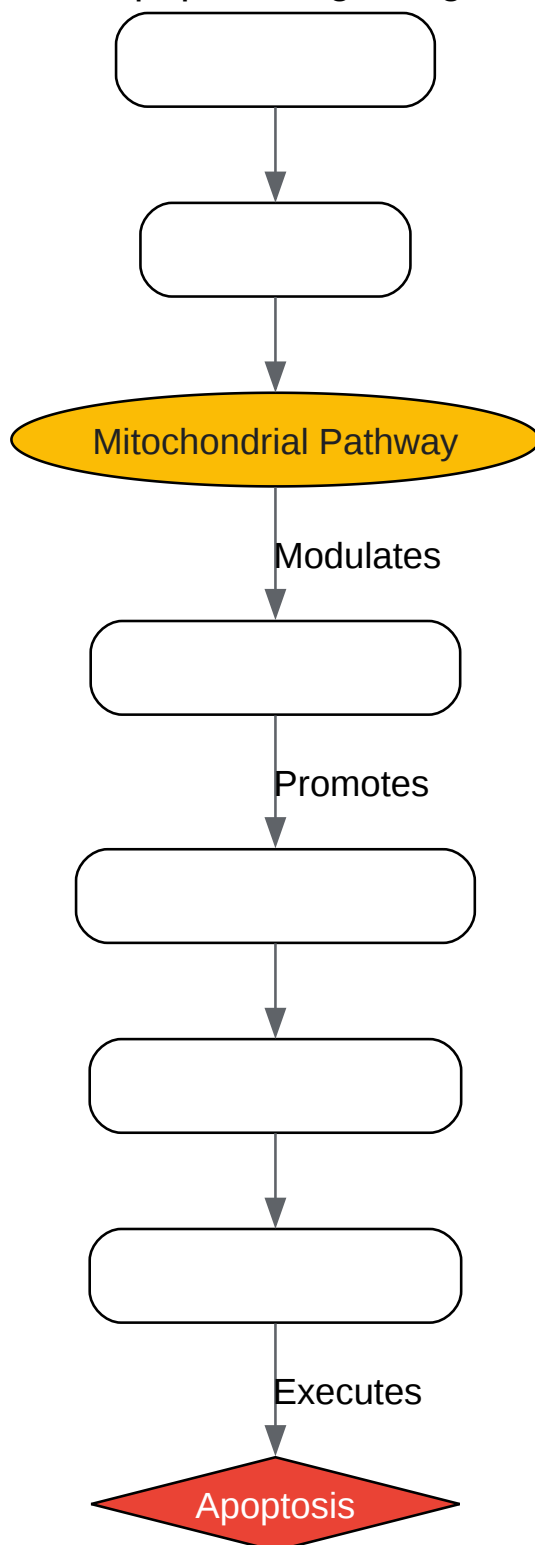 Mitochondrial Pathway
Modulates
Promotes
Executes
Apoptosis